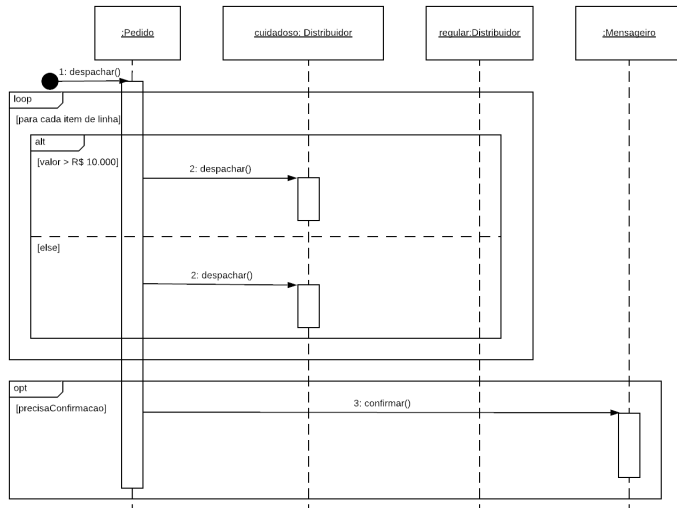 :Pedido
cuidadoso: Distribuidor
regular:Distribuidor
:Mensageiro
1: despachar()
loop
[para cada item de linha]
alt
[valor > R$ 10.000]
2: despachar()
[else]
2: despachar()
opt
[precisaConfirmacao]
3: confirmar()